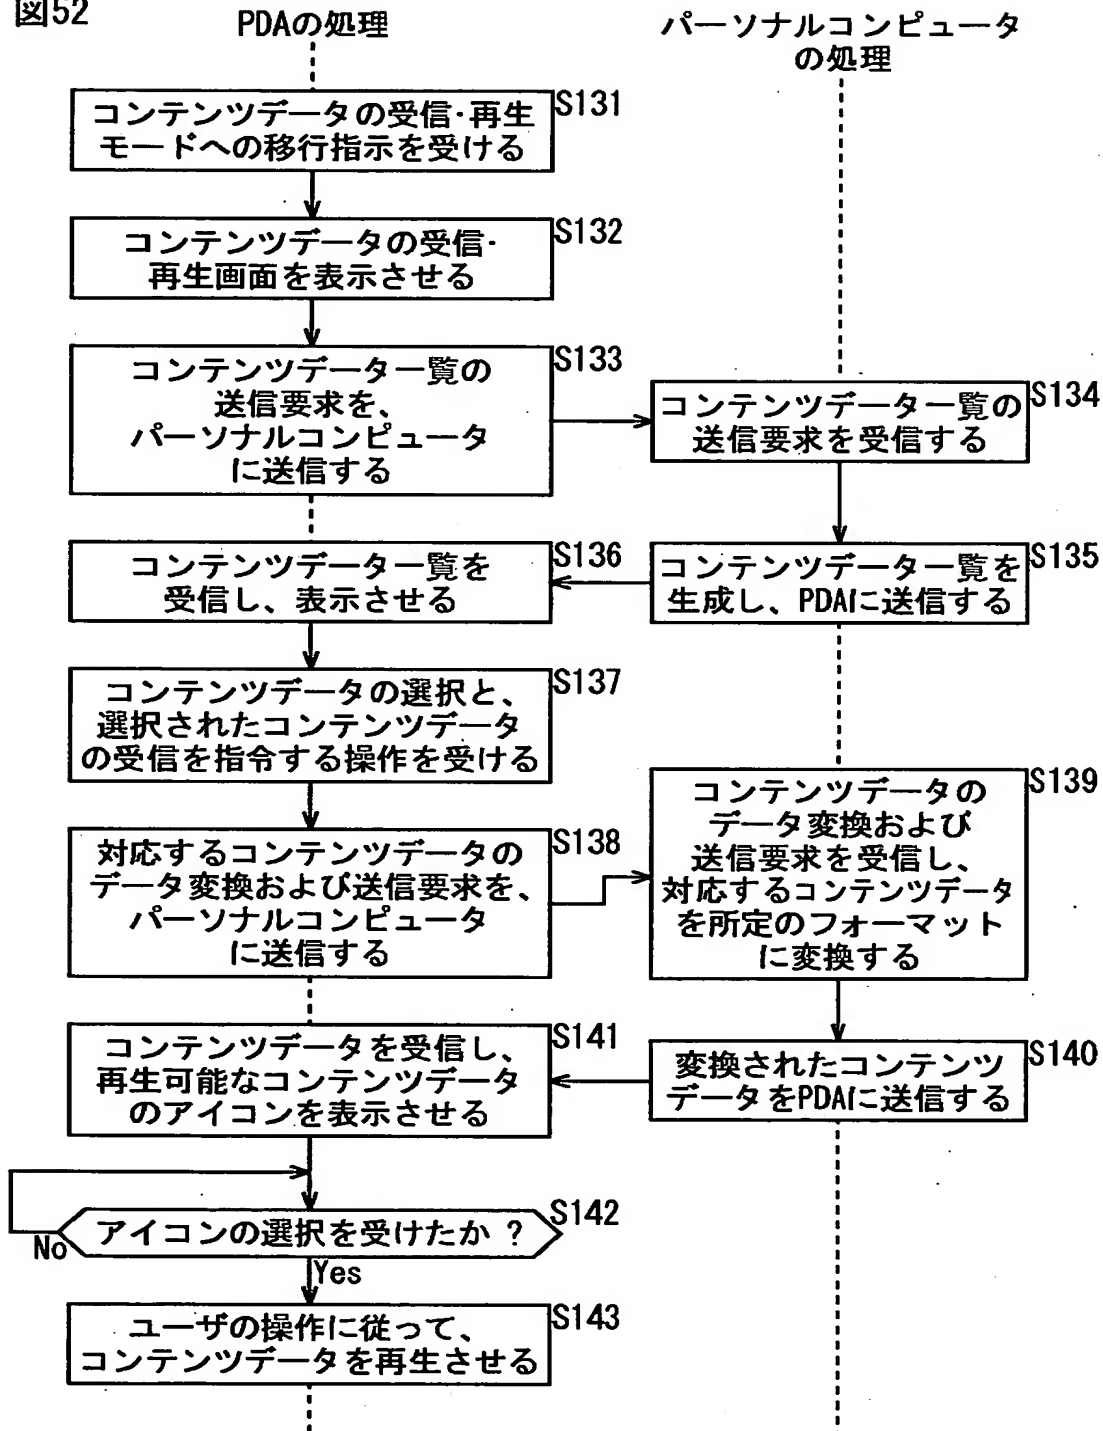 図52
PDAの処理
パーソナルコンピュータ
の処理
コンテンツデータの受信·再生
モードへの移行指示を受ける
S131
コンテンツデータの受信·
再生画面を表示させる
S132
コンテンツデータ一覧の
送信要求を、
パーソナルコンピュータ
に送信する
S133
コンテンツデータ一覧の
送信要求を受信する
S134
コンテンツデータ一覧を
生成し、PDAに送信する
S135
コンテンツデータ一覧を
受信し、表示させる
S136
コンテンツデータの選択と、
選択されたコンテンツデータ
の受信を指令する操作を受ける
S137
対応するコンテンツデータの
データ変換および送信要求を、
パーソナルコンピュータ
に送信する
S138
コンテンツデータの
データ変換および
送信要求を受信し、
対応するコンテンツデータ
を所定のフォーマット
に変換する
S139
変換されたコンテンツ
データをPDAに送信する
S140
コンテンツデータを受信し、
再生可能なコンテンツデータ
のアイコンを表示させる
S141
アイコンの選択を受けたか ?
S142
No
Yes
ユーザの操作に従って、
コンテンツデータを再生させる
S143